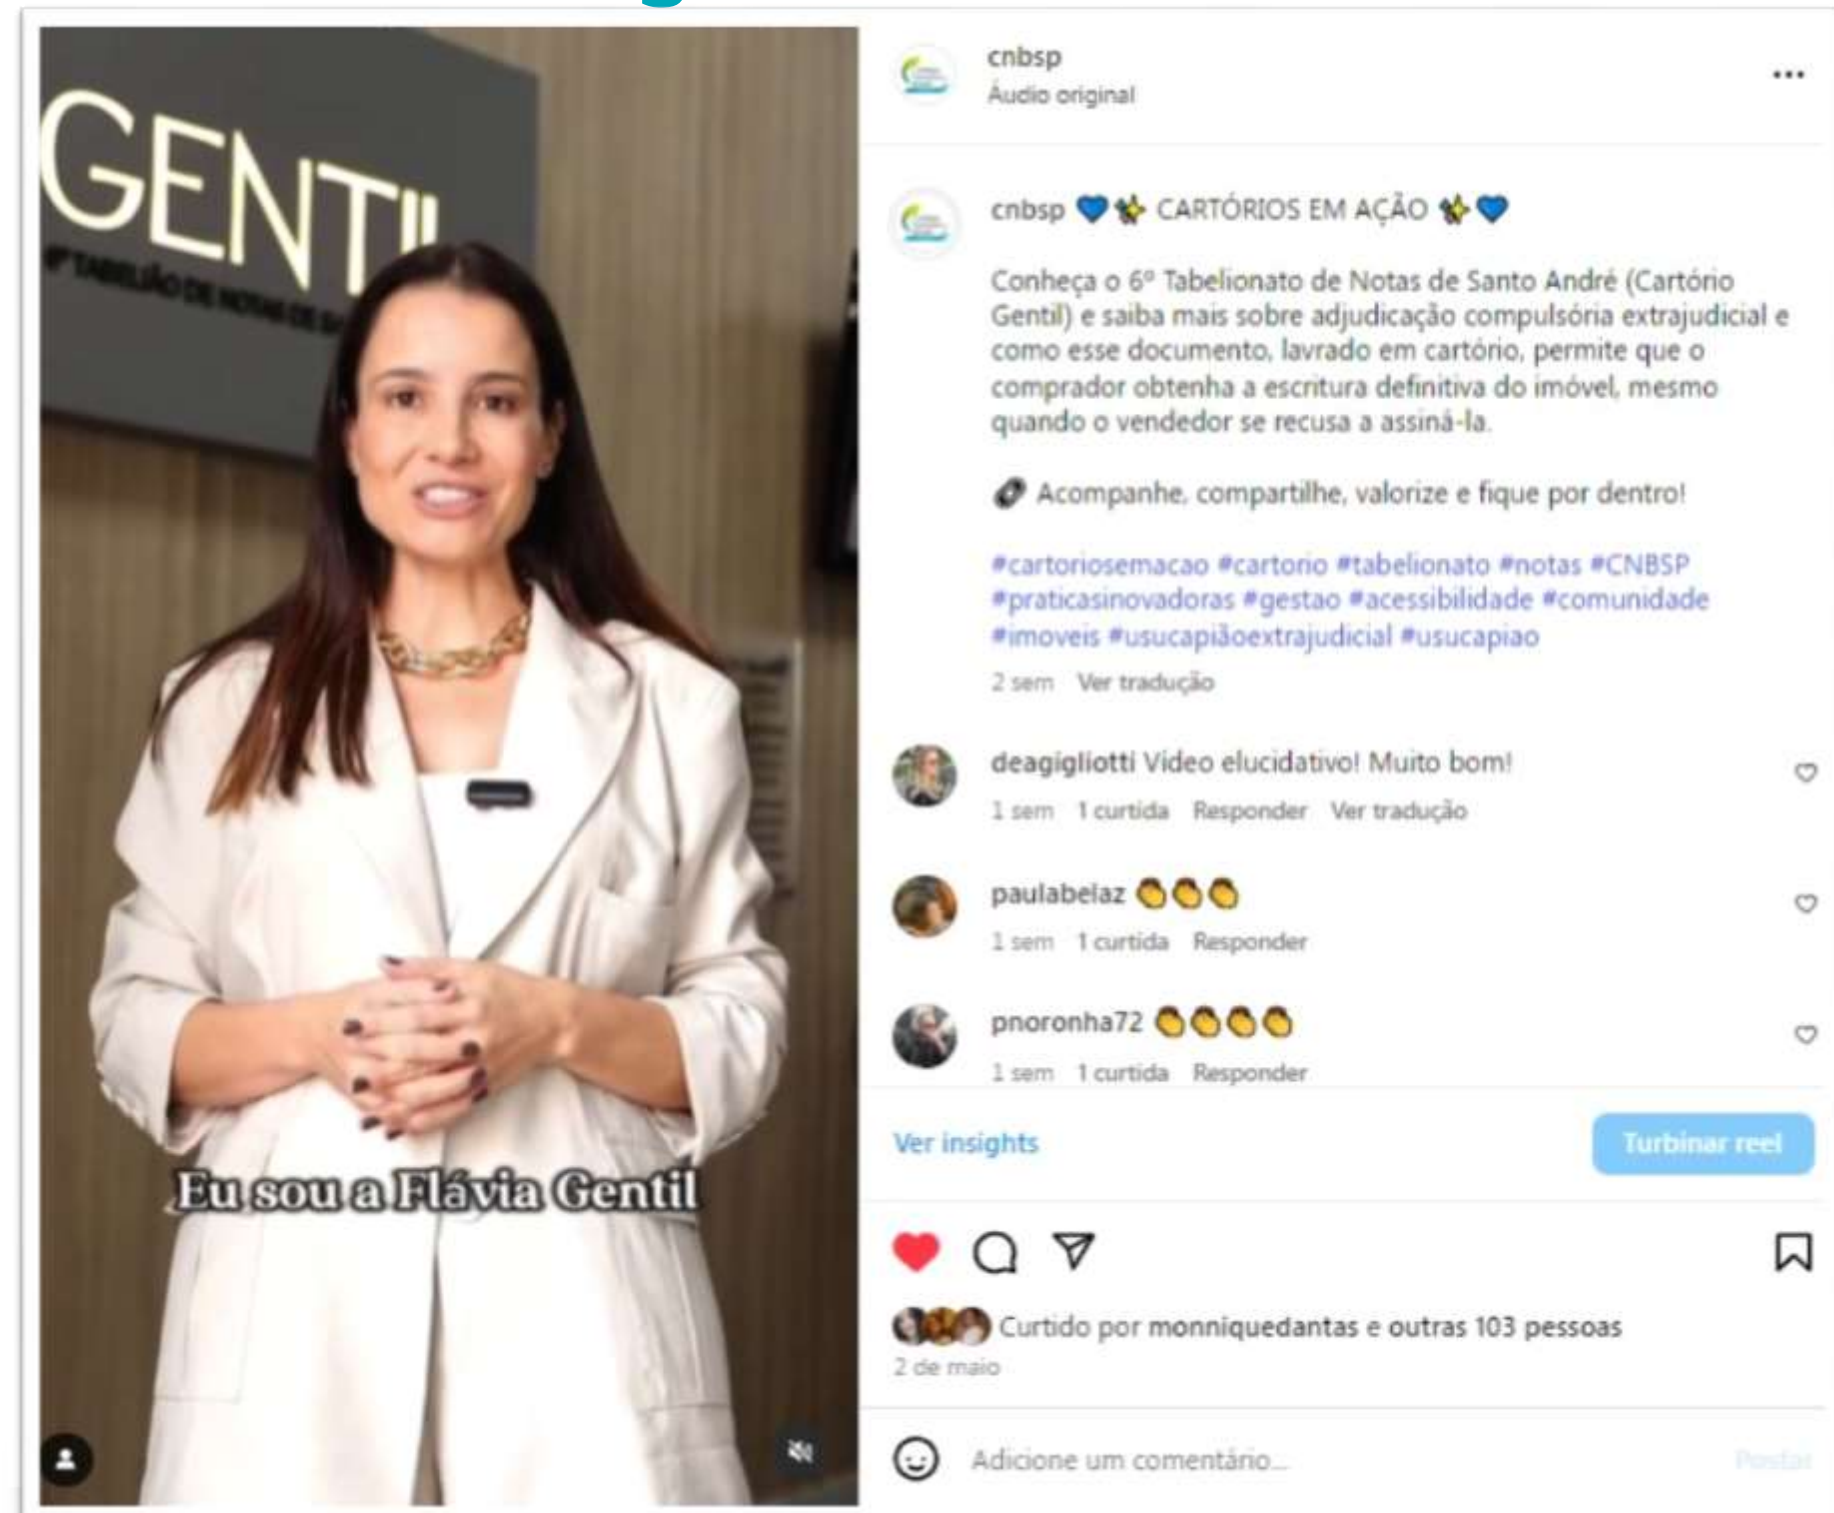 GENTIL
6º TABELIÃO DE NOTAS DE
Eu sou a Flávia Gentil
cnbsp
Áudio original
cnbsp 💙✨ CARTÓRIOS EM AÇÃO ✨💙
Conheça o 6º Tabelionato de Notas de Santo André (Cartório
Gentil) e saiba mais sobre adjudicação compulsória extrajudicial e
como esse documento, lavrado em cartório, permite que o
comprador obtenha a escritura definitiva do imóvel, mesmo
quando o vendedor se recusa a assiná-la.
🔗 Acompanhe, compartilhe, valorize e fique por dentro!
#cartoriosemacao #cartorio #tabelionato #notas #CNBSP
#praticasinovadoras #gestao #acessibilidade #comunidade
#imoveis #usucapiãoextrajudicial #usucapiao
2 sem Ver tradução
deagigliotti Vídeo elucidativo! Muito bom!
1 sem 1 curtida Responder Ver tradução
paulabelaz 👏👏👏
1 sem 1 curtida Responder
pnoronha72 👏👏👏👏
1 sem 1 curtida Responder
Ver insights
Turbinar reel
Curtido por monniquedantas e outras 103 pessoas
2 de maio
Adicione um comentário...
Postar